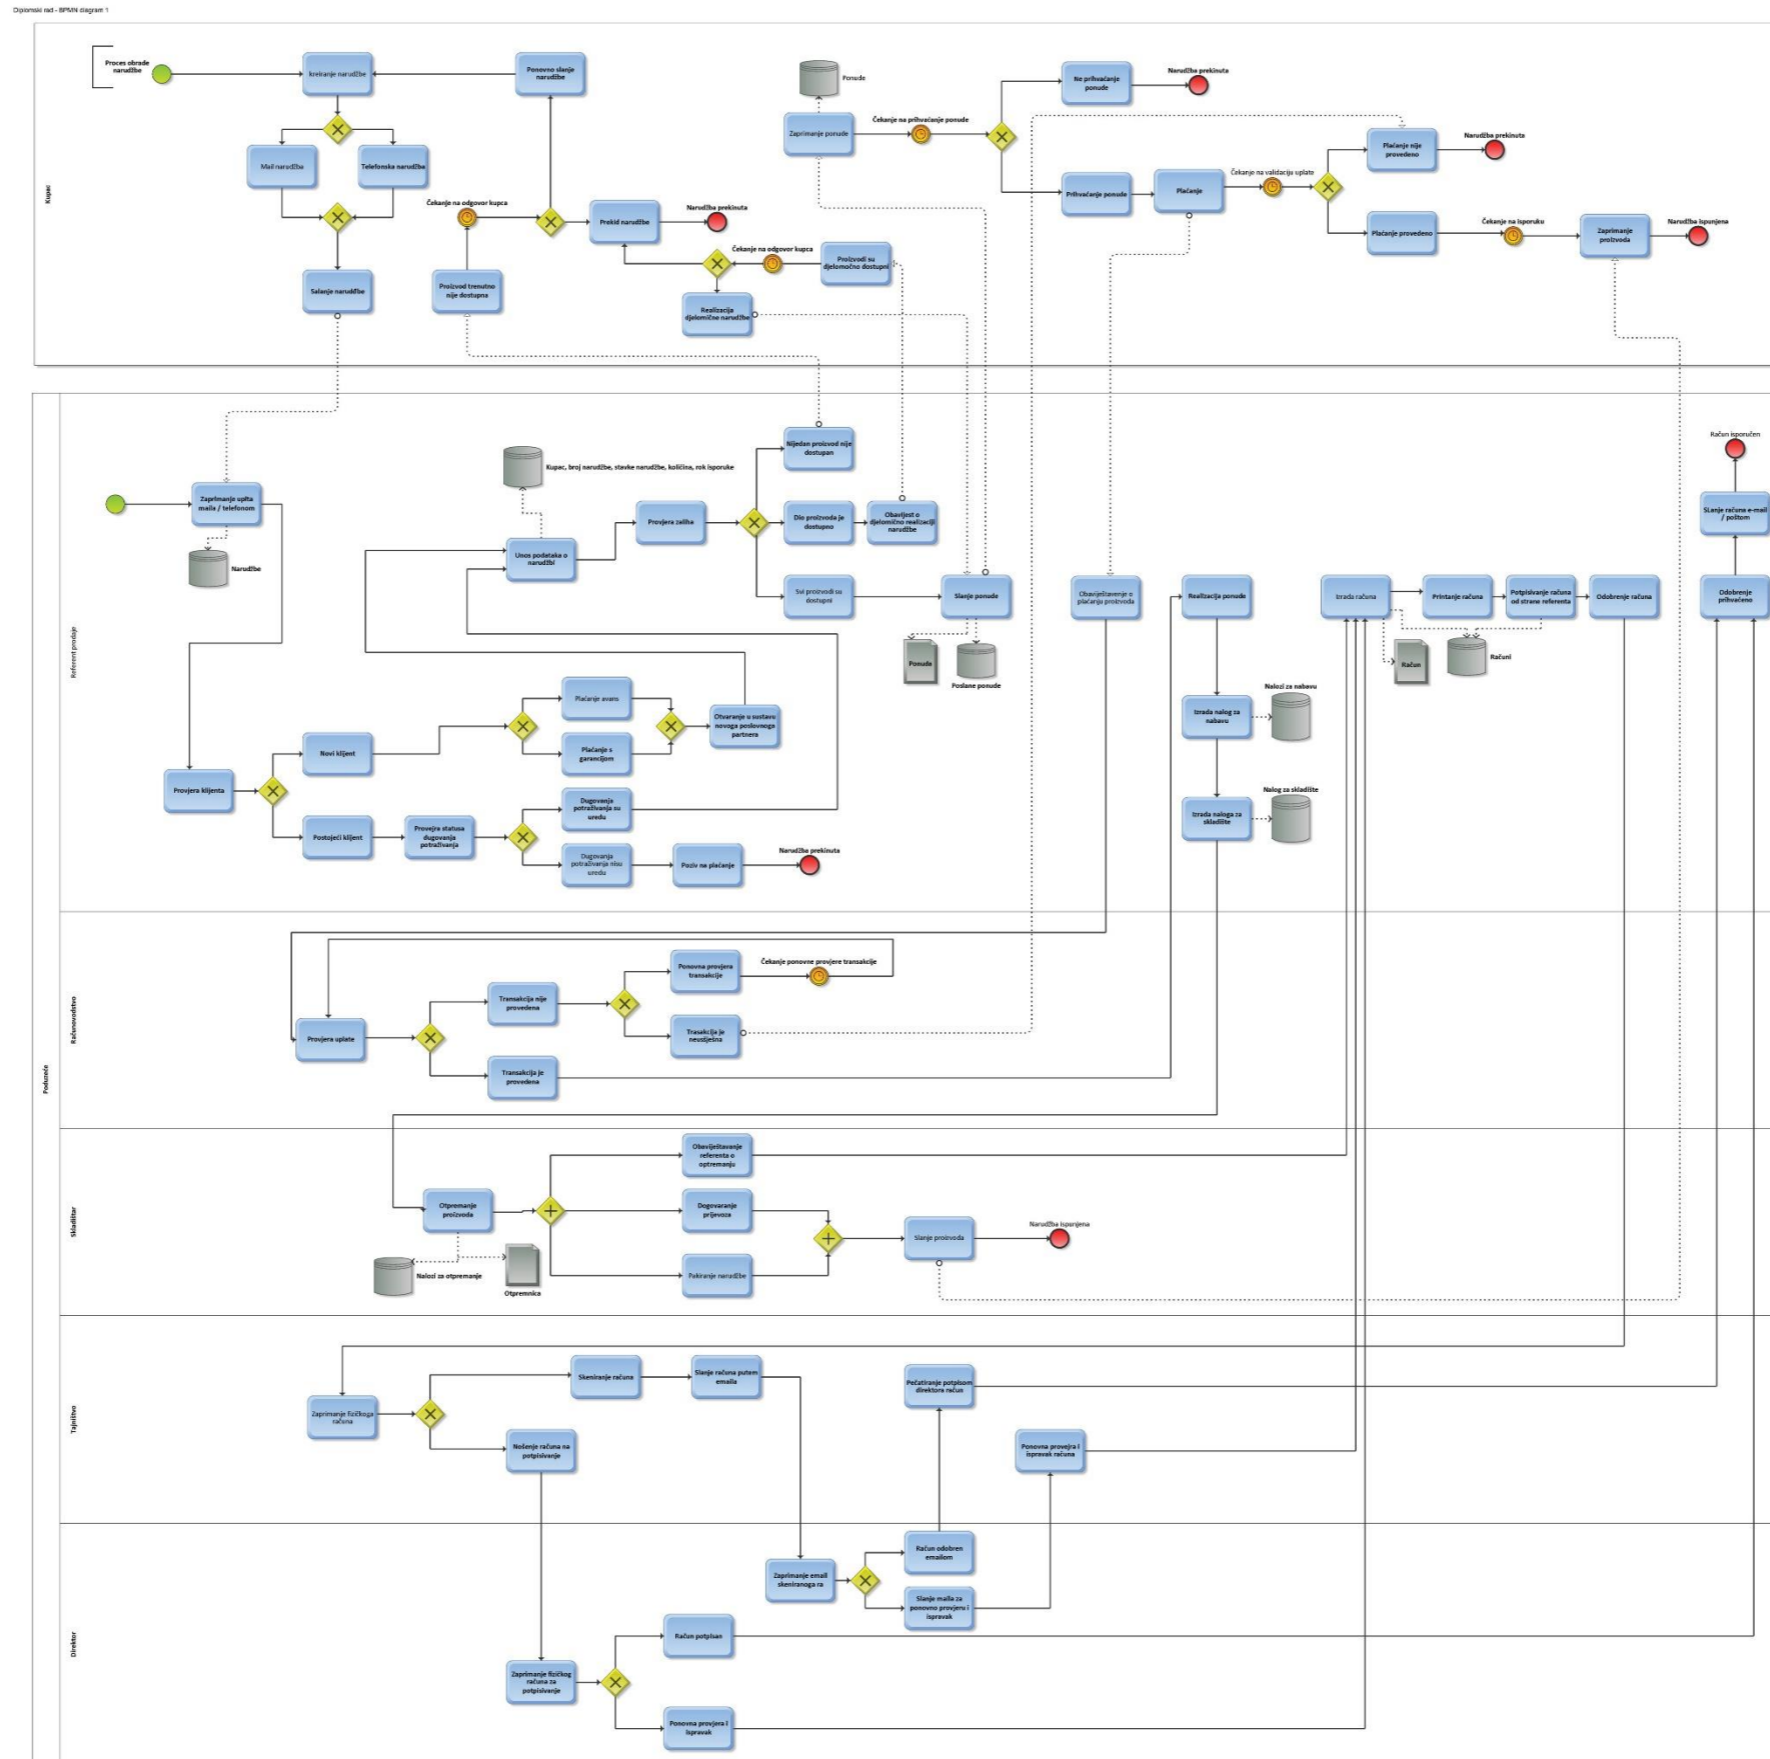 Diplomski rad - BPMN diagram 1
Kupac
Proces obrade
narudžbe
kreiranje narudžbe
Ponovno slanje
narudžbe
Mail narudžba
Telefonska narudžba
Salanje narudđbe
Čekanje na odgovor kupca
Proizvod trenutno
nije dostupna
Prekid narudžbe
Narudžba prekinuta
Čekanje na odgovor kupca
Proizvodi su
djelomočno dostupni
Realizacija
djelomične narudžbe
Ponude
Zaprimanje ponude
Čekanje na prihvaćanje ponude
Ne prihvaćanje
ponude
Narudžba prekinuta
Prihvaćanje ponude
Plaćanje
Čekanje na validaciju uplate
Plaćanje nije
provedeno
Narudžba prekinuta
Plaćanje provedeno
Čekanje na isporuku
Zaprimanje
proizvoda
Narudžba ispunjena
Poduzeće
Referent prodaje
Zaprimanje upita
maila / telefonom
Narudžbe
Kupac, broj narudžbe, stavke narudžbe, količina, rok isporuke
Unos podataka o
narudžbi
Provjera zaliha
Nijedan proizvod nije
dostupan
Dio proizvoda je
dostupno
Obavijest o
djelomično realizaciji
narudžbe
Svi proizvodi su
dostupni
Slanje ponude
Ponuda
Poslane ponude
Obaviještavenje o
plaćanju proizvoda
Realizacija ponude
Izrada nalog za
nabavu
Nalozi za nabavu
Izrada naloga za
skladište
Nalog za skladište
Izrada računa
Printanje računa
Potpisivanje računa
od strane referenta
Odobrenje računa
Račun
Računi
Račun isporučen
SLanje računa e-mail
/ poštom
Odobrenje
prihvaćeno
Provjera klijenta
Novi klijent
Plaćanje avans
Plaćanje s
garancijom
Otvaranje u sustavu
novoga poslovnoga
partnera
Postojeći klijent
Provejra statusa
dugovanja
potraživanja
Dugovanja
potraživanja su
uredu
Dugovanja
potraživanja nisu
uredu
Poziv na plaćanje
Narudžba prekinuta
Računovodstvo
Provjera uplate
Transakcija nije
provedena
Ponovna provjera
transakcije
Čekanje ponovne provjere transakcije
Trasakcija je
neuspješna
Transakcija je
provedena
Skladištar
Otpremanje
proizvoda
Nalozi za otpremanje
Otpremnica
Obaviještavanje
referenta o
optremanju
Dogovaranje
prijevoza
Pakiranje narudžbe
Slanje proizvoda
Narudžba ispunjena
Tajništvo
Zaprimanje fizičkoga
računa
Skeniranje računa
Slanje računa putem
emaila
Nošenje računa na
potpisivanje
Pečatiranje potpisom
direktora račun
Ponovna provejra i
ispravak računa
Direktor
Zaprimanje email
skeniranoga ra
Račun odobren
emailom
Slanje maila za
ponovno provjeru i
ispravak
Zaprimanje fizičkog
računa za
potpisivanje
Račun potpisan
Ponovna provjera i
ispravak